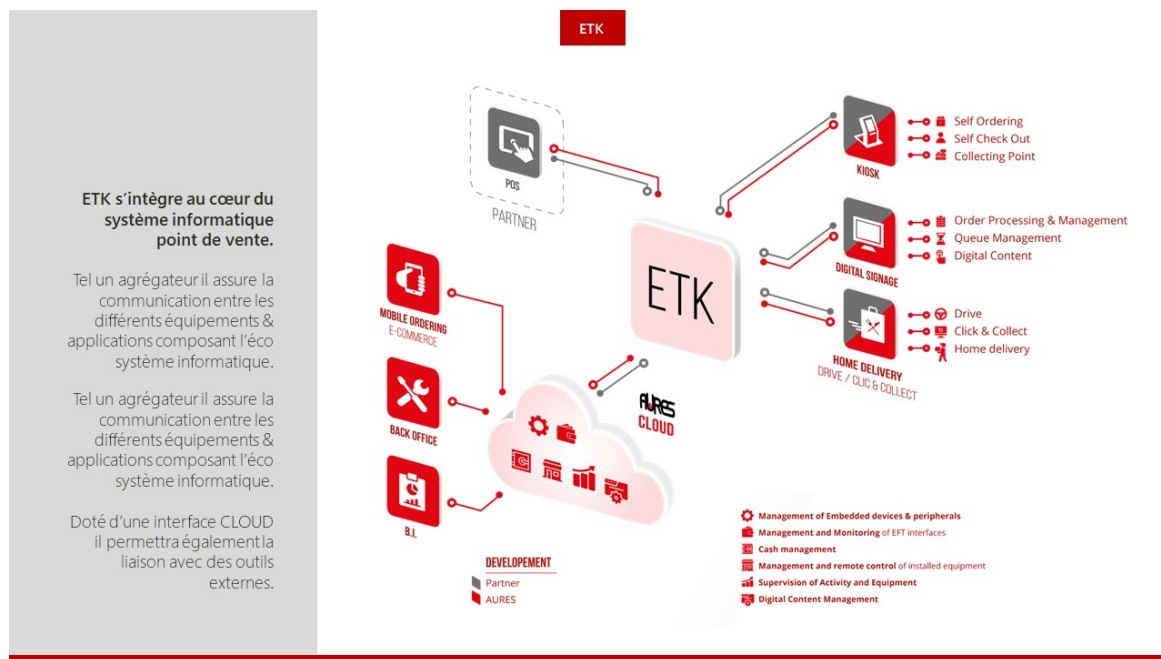 ETK
ETK s’intègre au cœur du
système informatique
point de vente.
Tel un agrégateur il assure la
communication entre les
différents équipements &
applications composant l’éco
système informatique.
Tel un agrégateur il assure la
communication entre les
différents équipements &
applications composant l’éco
système informatique.
Doté d’une interface CLOUD
il permettra également la
liaison avec des outils
externes.
POS
PARTNER
KIOSK
Self Ordering
Self Check Out
Collecting Point
ETK
DIGITAL SIGNAGE
Order Processing & Management
Queue Management
Digital Content
MOBILE ORDERING
E-COMMERCE
HOME DELIVERY
DRIVE / CLIC & COLLECT
Drive
Click & Collect
Home delivery
BACK OFFICE
AURES
CLOUD
B.I.
DEVELOPEMENT
Partner
AURES
Management of Embedded devices & peripherals
Management and Monitoring of EFT interfaces
Cash management
Management and remote control of installed equipment
Supervision of Activity and Equipment
Digital Content Management